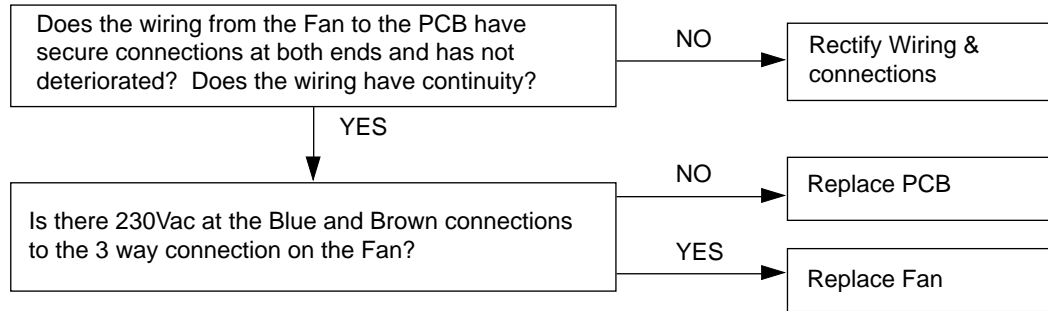 Does the wiring from the Fan to the PCB have
secure connections at both ends and has not
deteriorated?  Does the wiring have continuity?
NO
Rectify Wiring &
connections
YES
Is there 230Vac at the Blue and Brown connections
to the 3 way connection on the Fan?
NO
Replace PCB
YES
Replace Fan